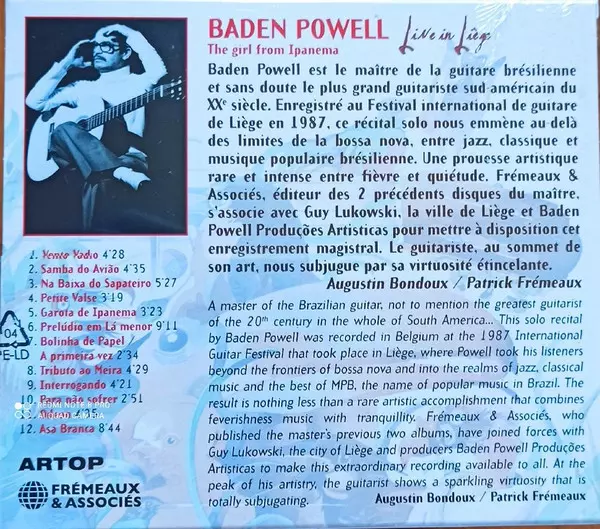 BADEN POWELL Live in Liège
The girl from Ipanema
Baden Powell est le maître de la guitare brésilienne
et sans doute le plus grand guitariste sud-américain du
XXe siècle. Enregistré au Festival international de guitare
de Liège en 1987, ce récital solo nous emmène au-delà
des limites de la bossa nova, entre jazz, classique et
musique populaire brésilienne. Une prouesse artistique
rare et intense entre fièvre et quiétude. Frémeaux &
Associés, éditeur des 2 précédents disques du maître,
s'associe avec Guy Lukowski, la ville de Liège et Baden
Powell Produções Artisticas pour mettre à disposition cet
enregistrement magistral. Le guitariste, au sommet de
son art, nous subjugue par sa virtuosité étincelante.
Augustin Bondoux / Patrick Frémeaux
A master of the Brazilian guitar, not to mention the greatest guitarist
of the 20th century in the whole of South America... This solo recital
by Baden Powell was recorded in Belgium at the 1987 International
Guitar Festival that took place in Liège, where Powell took his listeners
beyond the frontiers of bossa nova and into the realms of jazz, classical
music and the best of MPB, the name of popular music in Brazil. The
result is nothing less than a rare artistic accomplishment that combines
feverishness music with tranquility. Frémeaux & Associés, who
published the master's previous two albums, have joined forces with
Guy Lukowski, the city of Liège and producers Baden Powell Produções
Artisticas to make this extraordinary recording available to all. At the
peak of his artistry, the guitarist shows a sparkling virtuosity that is
totally subjugating. Augustin Bondoux / Patrick Frémeaux
1. Vento Vadio 4'28
2. Samba do Avião 4'35
3. Na Baixa do Sapateiro 5'27
4. Petite Valse 3'19
5. Garota de Ipanema 3'23
6. Prelúdio em Lá menor 9'11
7. Bolinha de Papel /
A primeira vez 2'34
8. Tributo ao Meira 4'29
9. Interrogando 4'21
10. Para não sofrer 2'51
12. Asa Branca 8'44
04
PE-LD
REDMI NOTE 8 PRO
AI QUAD CAMERA
ARTOP
FRÉMEAUX
& ASSOCIÉS